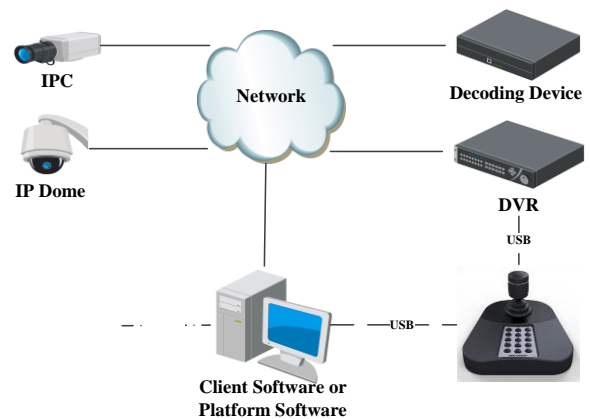 IPC
Network
Decoding Device
IP Dome
DVR
USB
USB
Client Software or
Platform Software